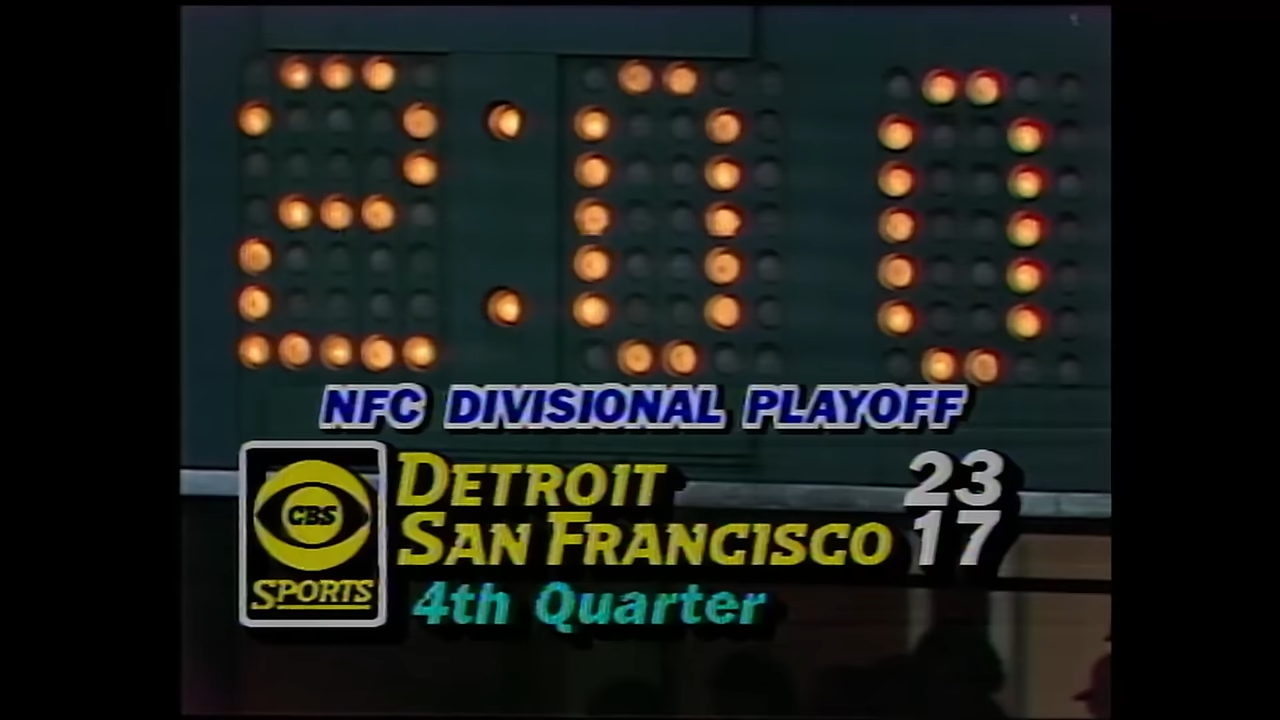 2:00
NFC DIVISIONAL PLAYOFF
CBS
SPORTS
DETROIT 23
SAN FRANCISCO 17
4th Quarter